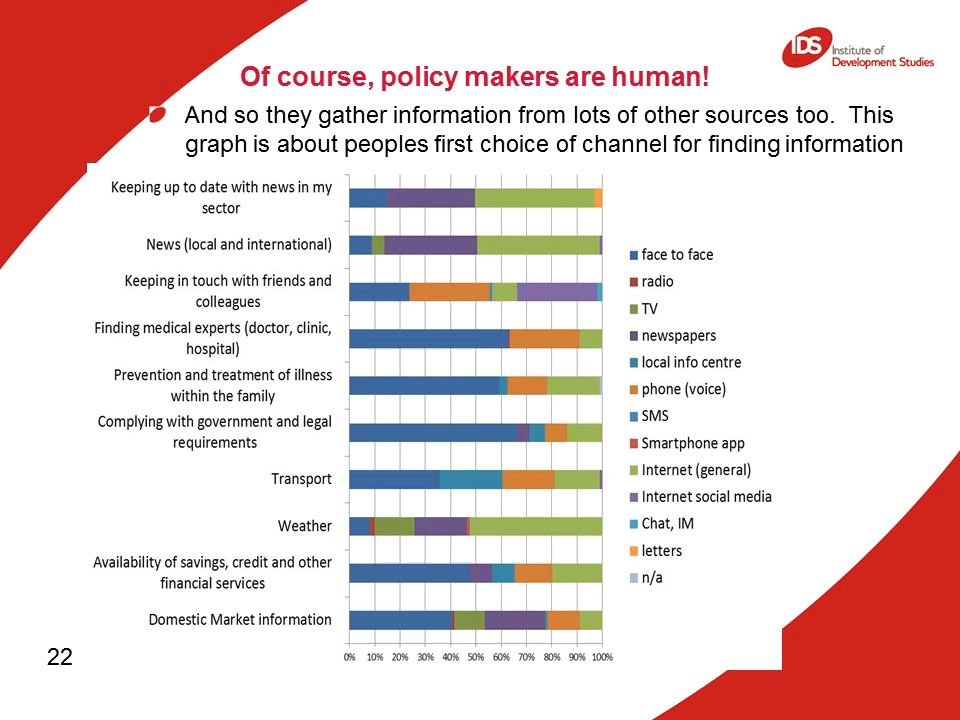 IDS Institute of
Development Studies
Of course, policy makers are human!
And so they gather information from lots of other sources too.  This
graph is about peoples first choice of channel for finding information
Keeping up to date with news in my
sector
News (local and international)
Keeping in touch with friends and
colleagues
Finding medical experts (doctor, clinic,
hospital)
Prevention and treatment of illness
within the family
Complying with government and legal
requirements
Transport
Weather
Availability of savings, credit and other
financial services
Domestic Market information
0% 10% 20% 30% 40% 50% 60% 70% 80% 90% 100%
face to face
radio
TV
newspapers
local info centre
phone (voice)
SMS
Smartphone app
Internet (general)
Internet social media
Chat, IM
letters
n/a
22